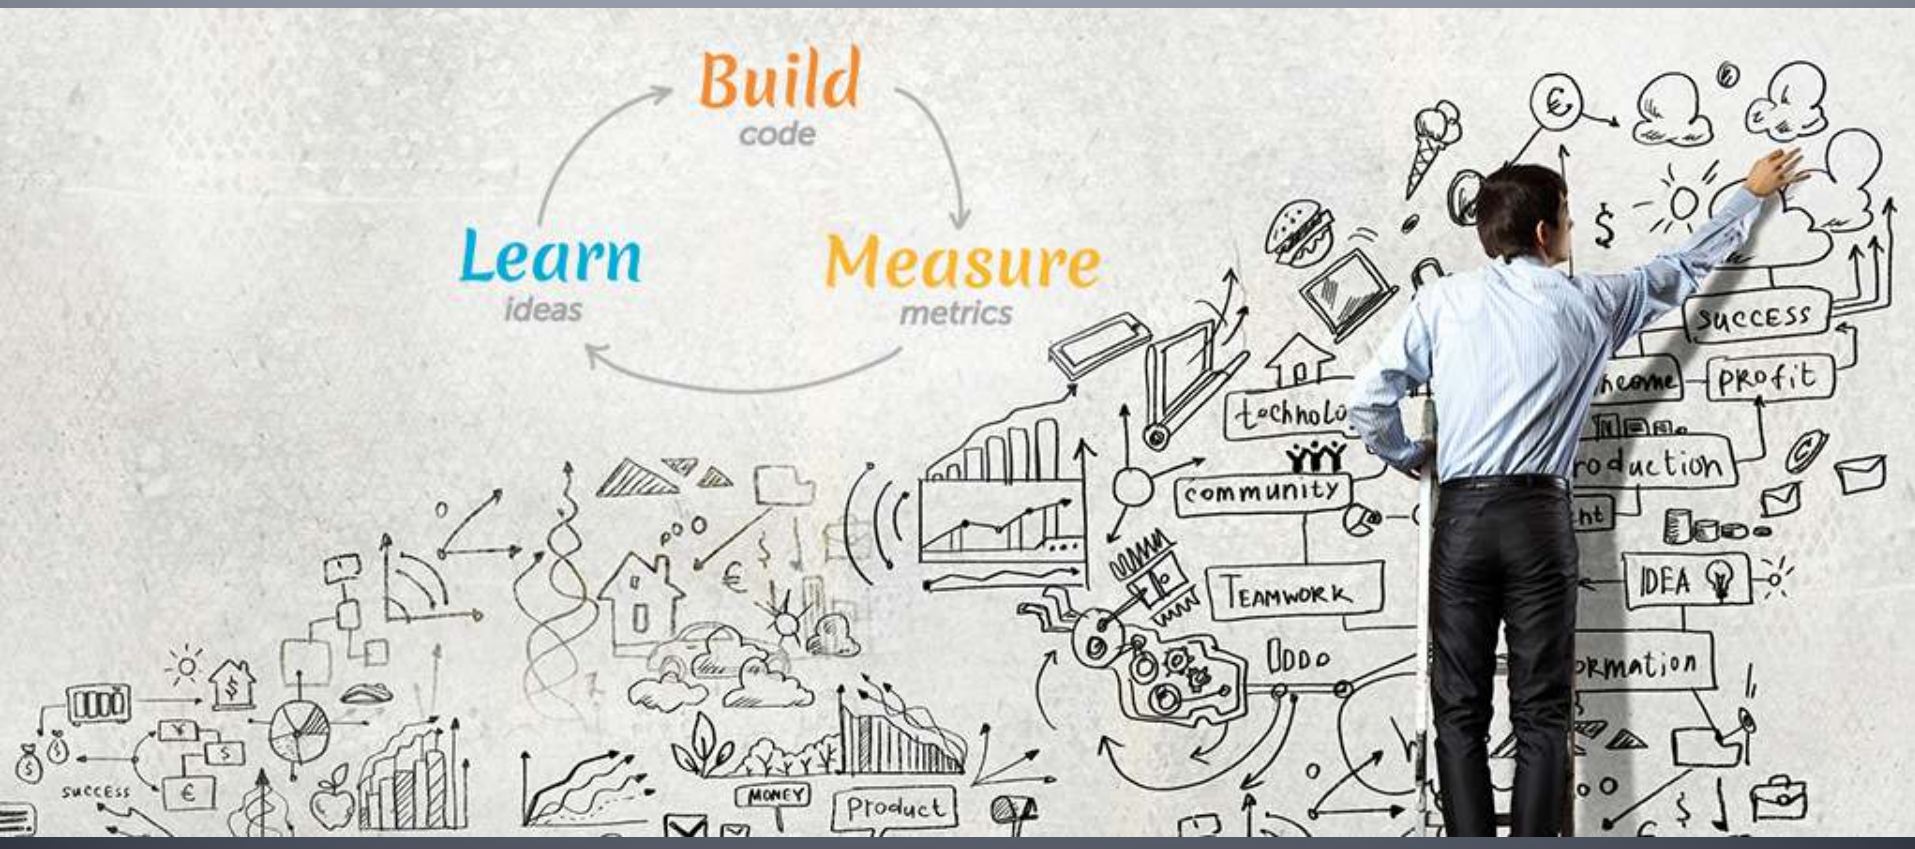 Build
code
Learn
ideas
Measure
metrics
SUCCESS
PROfit
technolo
community
roduction
TEAMWORK
IDEA
ORMATION
SUCCESS
MONEY
Product